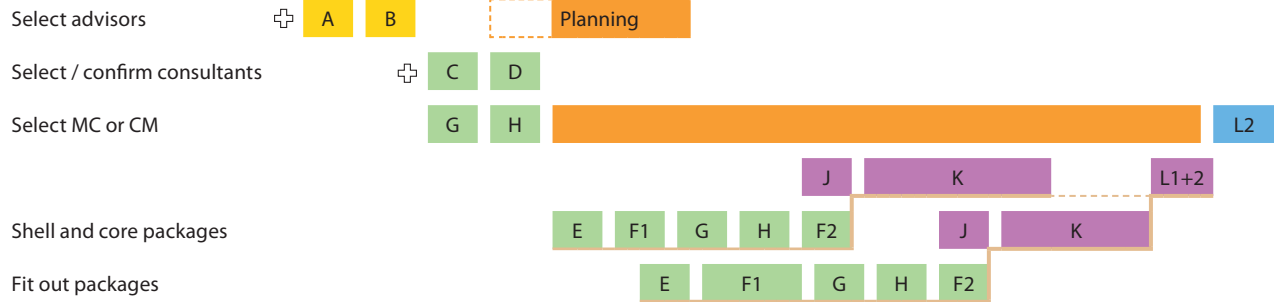 Select advisors A B Planning
Select / confirm consultants C D
Select MC or CM G H L2
J K L1+2
Shell and core packages E F1 G H F2 J K
Fit out packages E F1 G H F2